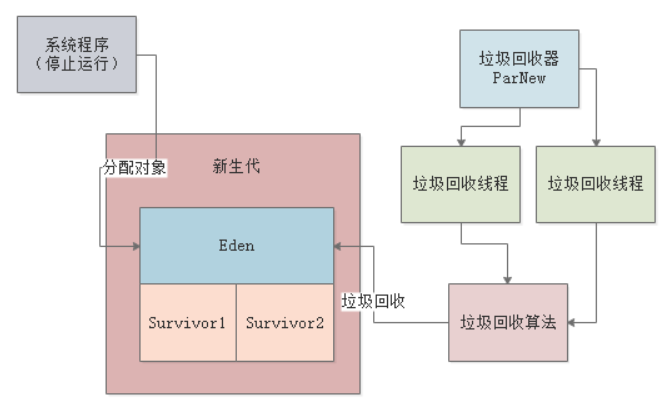 系统程序
（停止运行）
垃圾回收器
ParNew
分配对象
新生代
垃圾回收线程
垃圾回收线程
Eden
垃圾回收
Survivor1
Survivor2
垃圾回收算法